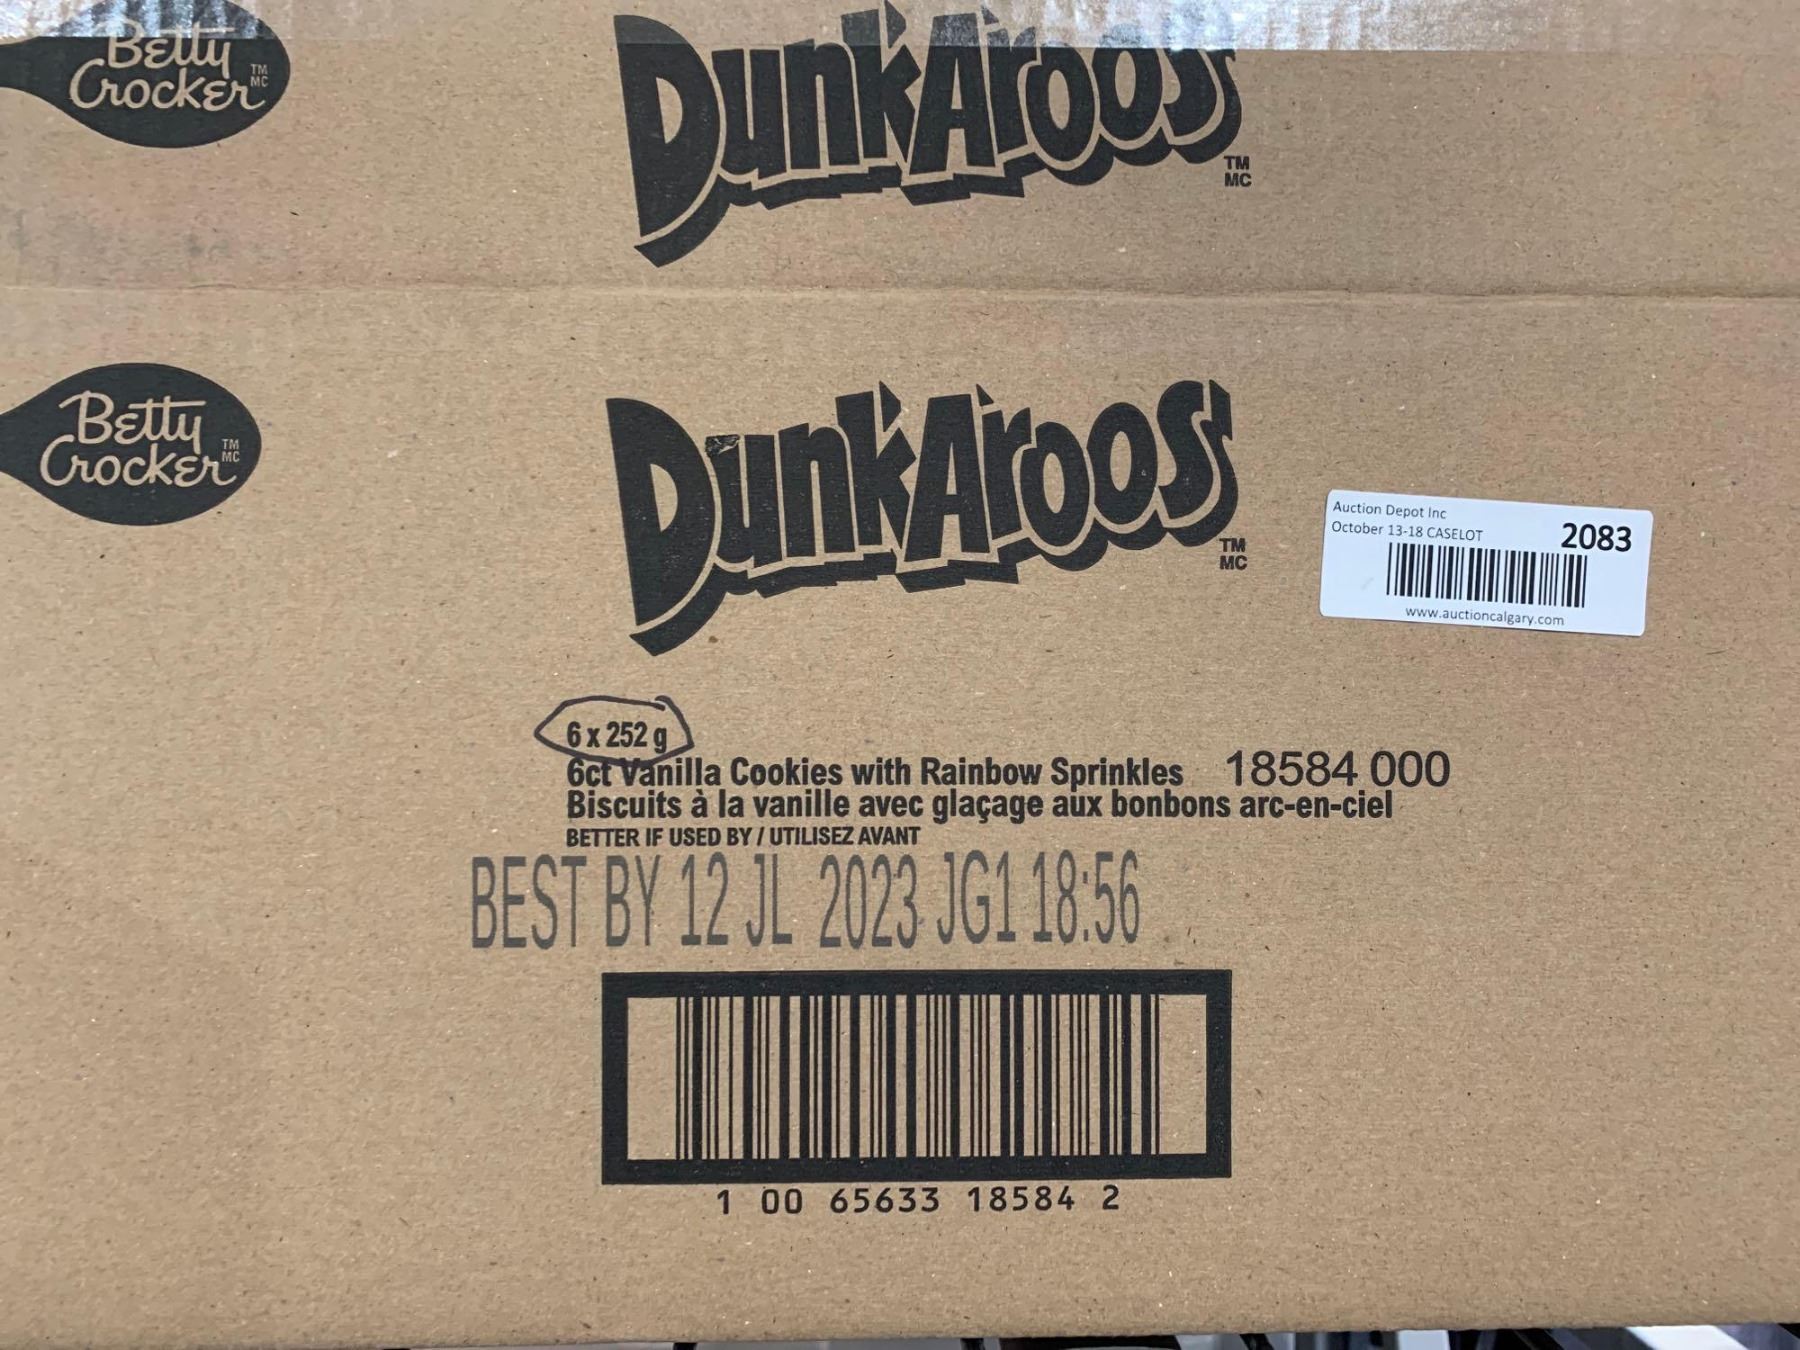 Betty
Crocker
TM
MC
DunkAroos
TM
MC
Betty
Crocker
TM
MC
DunkAroos
TM
MC
Auction Depot Inc
October 13-18 CASELOT
2083
www.auctioncalgary.com
6 x 252 g
6ct Vanilla Cookies with Rainbow Sprinkles 18584 000
Biscuits à la vanille avec glaçage aux bonbons arc-en-ciel
BETTER IF USED BY / UTILISEZ AVANT
BEST BY 12 JL 2023 JG1 18:56
1 00 65633 18584 2